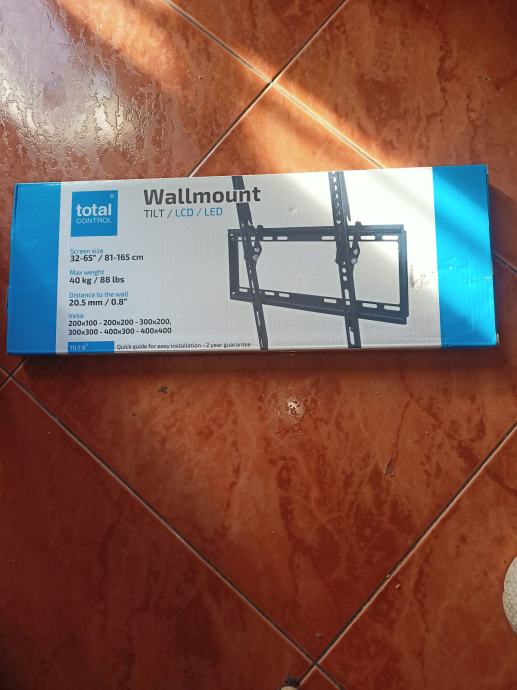 total
CONTROL
Wallmount
TILT / LCD / LED
Screen size
32-65" / 81-165 cm
Max weight
40 kg / 88 lbs
Distance to the wall
20.5 mm / 0.8"
Vesa
200x100 - 200x200 - 300x200,
300x300 - 400x300 - 400x400
TILT 8°
Quick guide for easy installation - 2 year guarantee